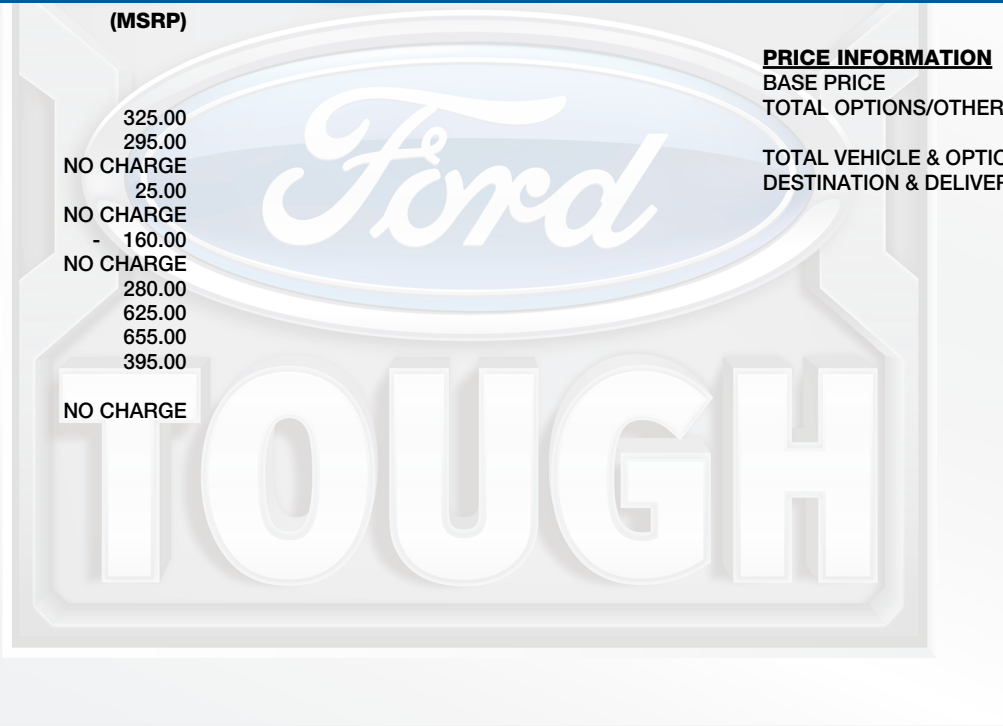 (MSRP)
325.00
295.00
NO CHARGE
25.00
NO CHARGE
- 160.00
NO CHARGE
280.00
625.00
655.00
395.00
NO CHARGE
PRICE INFORMATION
BASE PRICE
TOTAL OPTIONS/OTHER
TOTAL VEHICLE & OPTIO
DESTINATION & DELIVER
Ford
TOUGH